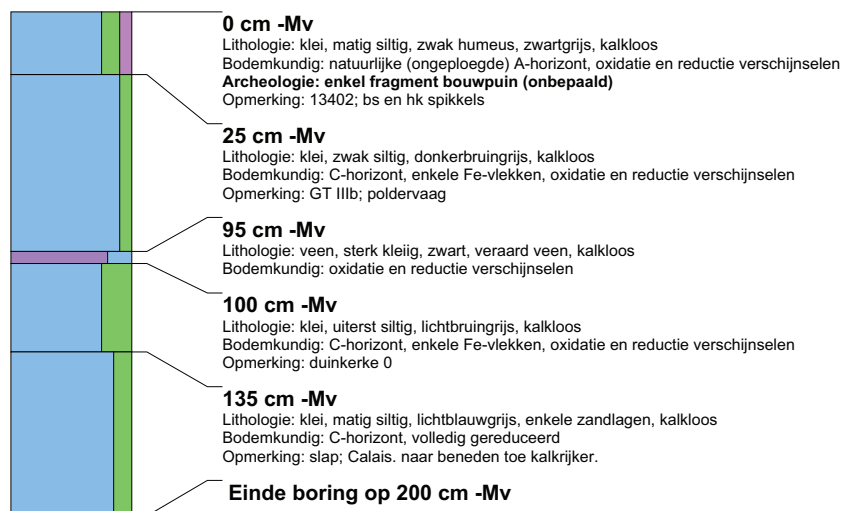 0 cm -Mv
Lithologie: klei, matig siltig, zwak humeus, zwartgrijs, kalkloos
Bodemkundig: natuurlijke (ongeploegde) A-horizont, oxidatie en reductie verschijnselen
Archeologie: enkel fragment bouwpuin (onbepaald)
Opmerking: 13402; bs en hk spikkels
25 cm -Mv
Lithologie: klei, zwak siltig, donkerbruingrijs, kalkloos
Bodemkundig: C-horizont, enkele Fe-vlekken, oxidatie en reductie verschijnselen
Opmerking: GT IIIb; poldervaag
95 cm -Mv
Lithologie: veen, sterk kleiig, zwart, veraard veen, kalkloos
Bodemkundig: oxidatie en reductie verschijnselen
100 cm -Mv
Lithologie: klei, uiterst siltig, lichtbruingrijs, kalkloos
Bodemkundig: C-horizont, enkele Fe-vlekken, oxidatie en reductie verschijnselen
Opmerking: duinkerke 0
135 cm -Mv
Lithologie: klei, matig siltig, lichtblauwgrijs, enkele zandlagen, kalkloos
Bodemkundig: C-horizont, volledig gereduceerd
Opmerking: slap; Calais. naar beneden toe kalkrijker.
Einde boring op 200 cm -Mv